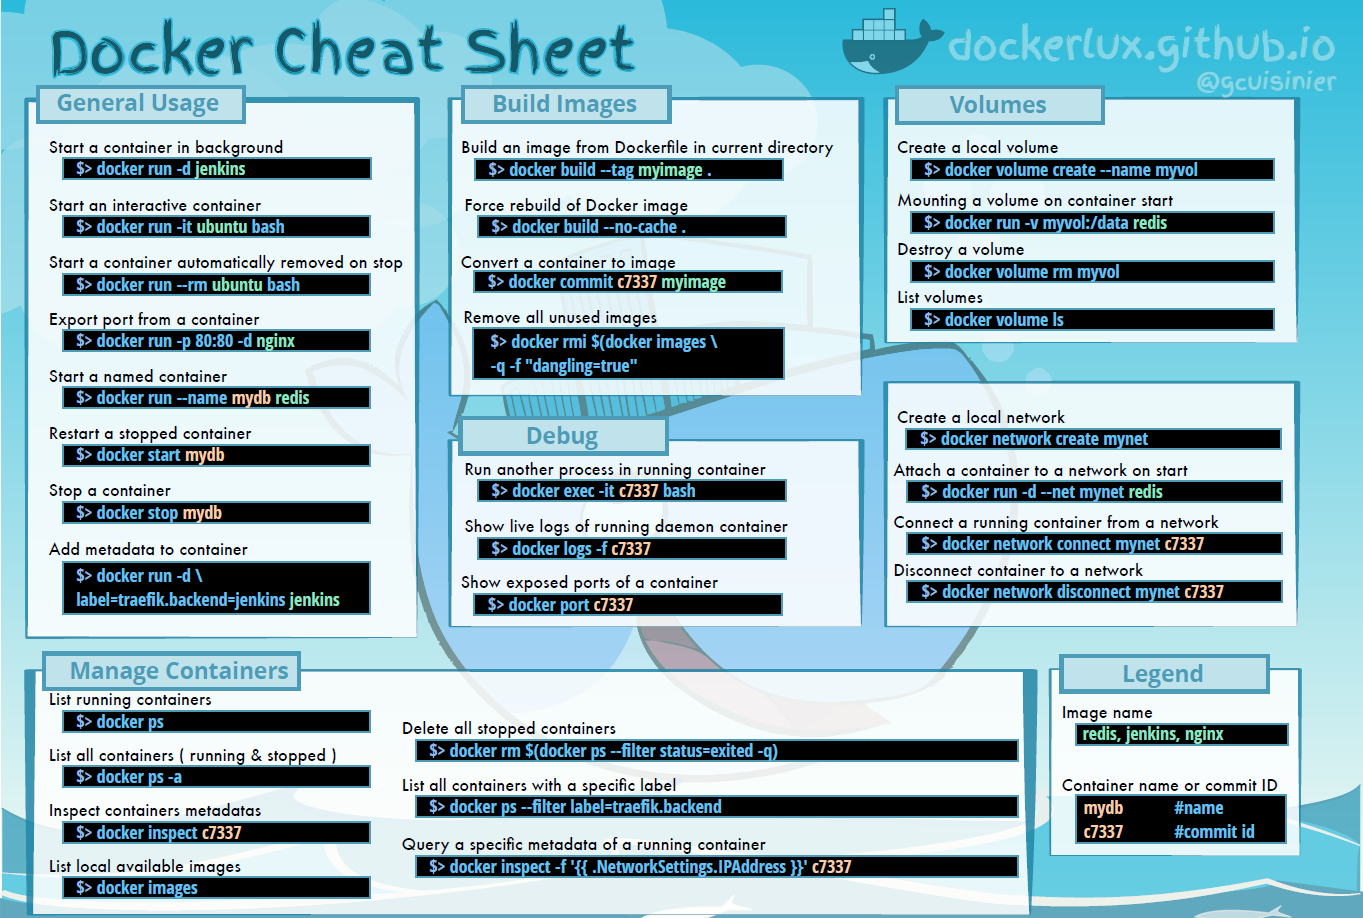 Docker Cheat Sheet
dockerlux.github.io
@gcuisinier
General Usage
Start a container in background
$> docker run -d jenkins
Start an interactive container
$> docker run -it ubuntu bash
Start a container automatically removed on stop
$> docker run --rm ubuntu bash
Export port from a container
$> docker run -p 80:80 -d nginx
Start a named container
$> docker run --name mydb redis
Restart a stopped container
$> docker start mydb
Stop a container
$> docker stop mydb
Add metadata to container
$> docker run -d \
label=traefik.backend=jenkins jenkins
Build Images
Build an image from Dockerfile in current directory
$> docker build --tag myimage .
Force rebuild of Docker image
$> docker build --no-cache .
Convert a container to image
$> docker commit c7337 myimage
Remove all unused images
$> docker rmi $(docker images \
-q -f "dangling=true"
Debug
Run another process in running container
$> docker exec -it c7337 bash
Show live logs of running daemon container
$> docker logs -f c7337
Show exposed ports of a container
$> docker port c7337
Volumes
Create a local volume
$> docker volume create --name myvol
Mounting a volume on container start
$> docker run -v myvol:/data redis
Destroy a volume
$> docker volume rm myvol
List volumes
$> docker volume ls
Create a local network
$> docker network create mynet
Attach a container to a network on start
$> docker run -d --net mynet redis
Connect a running container from a network
$> docker network connect mynet c7337
Disconnect container to a network
$> docker network disconnect mynet c7337
Manage Containers
List running containers
$> docker ps
List all containers ( running & stopped )
$> docker ps -a
Inspect containers metadatas
$> docker inspect c7337
List local available images
$> docker images
Delete all stopped containers
$> docker rm $(docker ps --filter status=exited -q)
List all containers with a specific label
$> docker ps --filter label=traefik.backend
Query a specific metadata of a running container
$> docker inspect -f '{{ .NetworkSettings.IPAddress }}' c7337
Legend
Image name
redis, jenkins, nginx
Container name or commit ID
mydb #name
c7337 #commit id